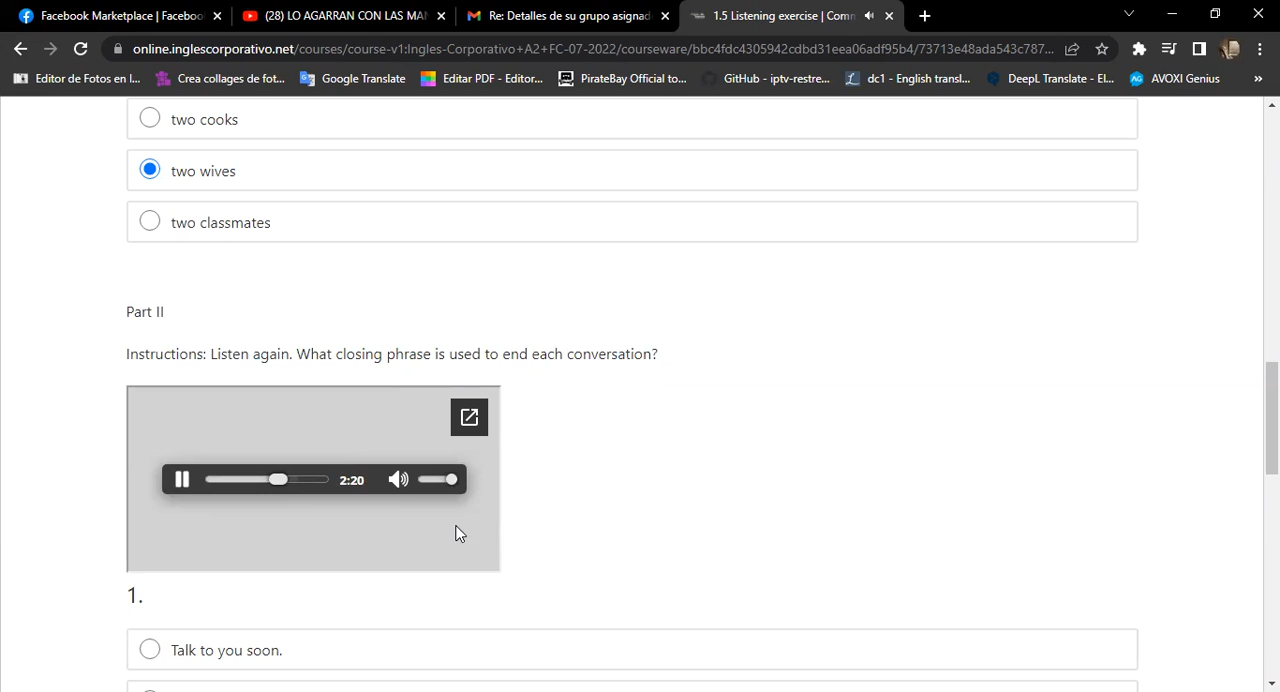 Facebook Marketplace | Faceboo
(28) LO AGARRAN CON LAS MAN
Re: Detalles de su grupo asignad
1.5 Listening exercise | Comm
online.inglescorporativo.net/courses/course-v1:Ingles-Corporativo+A2+FC-07-2022/courseware/bbc4fdc4305942cdbd31eea06adf95b4/73713e48ada543c787...
Editor de Fotos en l...
Crea collages de fot...
Google Translate
Editar PDF - Editor...
PirateBay Official to...
GitHub - iptv-restre...
dc1 - English transl...
DeepL Translate - El...
AVOXI Genius
»
two cooks
two wives
two classmates
Part II
Instructions: Listen again. What closing phrase is used to end each conversation?
2:20
1.
Talk to you soon.